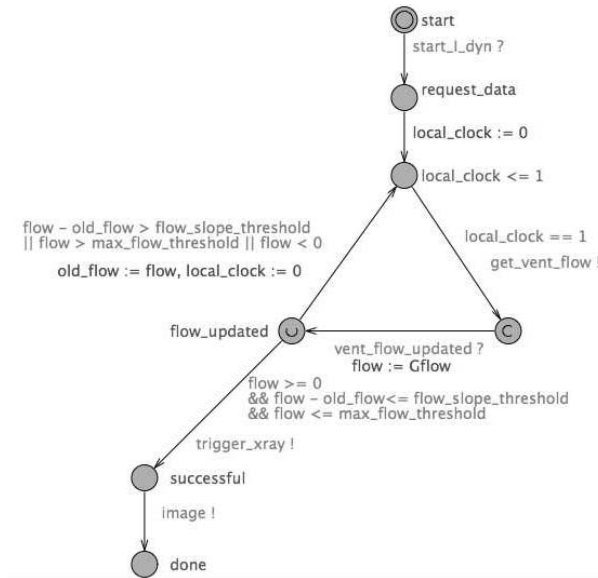 start
start_I_dyn ?
request_data
local_clock := 0
local_clock <= 1
flow - old_flow > flow_slope_threshold
|| flow > max_flow_threshold || flow < 0
old_flow := flow, local_clock := 0
local_clock == 1
get_vent_flow !
flow_updated
U
C
vent_flow_updated ?
flow := Gflow
flow >= 0
&& flow - old_flow<= flow_slope_threshold
&& flow <= max_flow_threshold
trigger_xray !
successful
image !
done